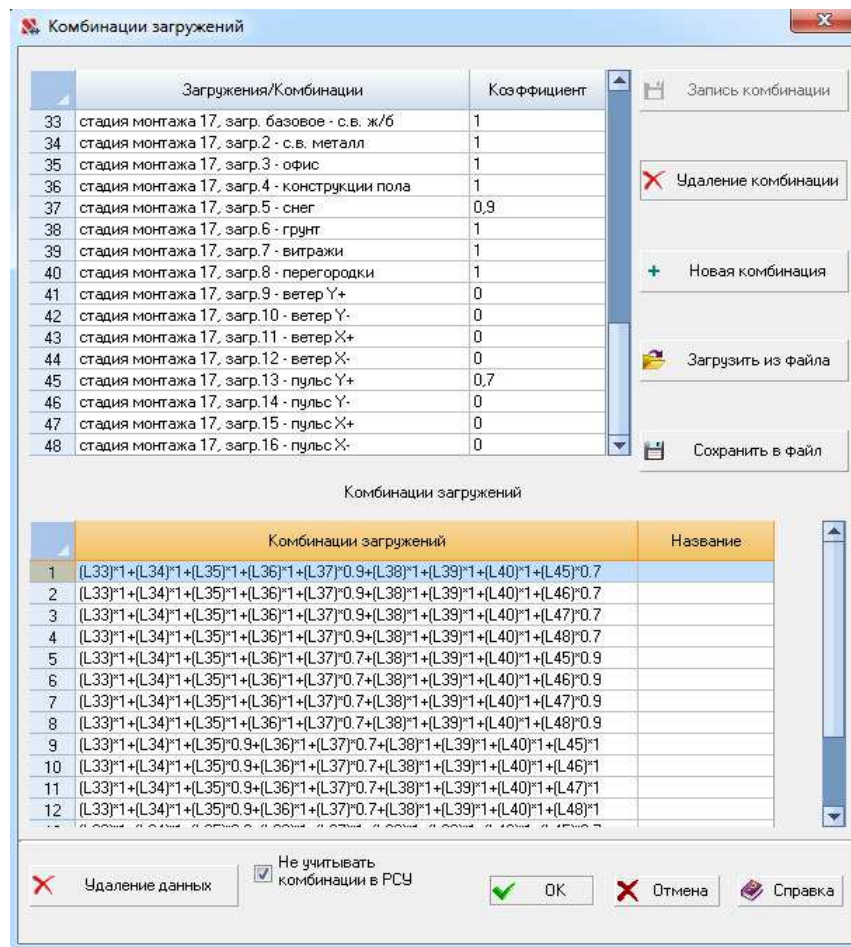 Комбинации загружений
Загружения/Комбинации Коэффициент
33 стадия монтажа 17, загр. базовое - с.в. ж/б 1
34 стадия монтажа 17, загр.2 - с.в. металл 1
35 стадия монтажа 17, загр.3 - офис 1
36 стадия монтажа 17, загр.4 - конструкции пола 1
37 стадия монтажа 17, загр.5 - снег 0,9
38 стадия монтажа 17, загр.6 - грунт 1
39 стадия монтажа 17, загр.7 - витражи 1
40 стадия монтажа 17, загр.8 - перегородки 1
41 стадия монтажа 17, загр.9 - ветер Y+ 0
42 стадия монтажа 17, загр.10 - ветер Y- 0
43 стадия монтажа 17, загр.11 - ветер X+ 0
44 стадия монтажа 17, загр.12 - ветер X- 0
45 стадия монтажа 17, загр.13 - пульс Y+ 0,7
46 стадия монтажа 17, загр.14 - пульс Y- 0
47 стадия монтажа 17, загр.15 - пульс X+ 0
48 стадия монтажа 17, загр.16 - пульс X- 0
Запись комбинации
Удаление комбинации
Новая комбинация
Загрузить из файла
Сохранить в файл
Комбинации загружений
Комбинации загружений Название
1 (L33)*1+(L34)*1+(L35)*1+(L36)*1+(L37)*0.9+(L38)*1+(L39)*1+(L40)*1+(L45)*0.7
2 (L33)*1+(L34)*1+(L35)*1+(L36)*1+(L37)*0.9+(L38)*1+(L39)*1+(L40)*1+(L46)*0.7
3 (L33)*1+(L34)*1+(L35)*1+(L36)*1+(L37)*0.9+(L38)*1+(L39)*1+(L40)*1+(L47)*0.7
4 (L33)*1+(L34)*1+(L35)*1+(L36)*1+(L37)*0.9+(L38)*1+(L39)*1+(L40)*1+(L48)*0.7
5 (L33)*1+(L34)*1+(L35)*1+(L36)*1+(L37)*0.7+(L38)*1+(L39)*1+(L40)*1+(L45)*0.9
6 (L33)*1+(L34)*1+(L35)*1+(L36)*1+(L37)*0.7+(L38)*1+(L39)*1+(L40)*1+(L46)*0.9
7 (L33)*1+(L34)*1+(L35)*1+(L36)*1+(L37)*0.7+(L38)*1+(L39)*1+(L40)*1+(L47)*0.9
8 (L33)*1+(L34)*1+(L35)*1+(L36)*1+(L37)*0.7+(L38)*1+(L39)*1+(L40)*1+(L48)*0.9
9 (L33)*1+(L34)*1+(L35)*0.9+(L36)*1+(L37)*0.7+(L38)*1+(L39)*1+(L40)*1+(L45)*1
10 (L33)*1+(L34)*1+(L35)*0.9+(L36)*1+(L37)*0.7+(L38)*1+(L39)*1+(L40)*1+(L46)*1
11 (L33)*1+(L34)*1+(L35)*0.9+(L36)*1+(L37)*0.7+(L38)*1+(L39)*1+(L40)*1+(L47)*1
12 (L33)*1+(L34)*1+(L35)*0.9+(L36)*1+(L37)*0.7+(L38)*1+(L39)*1+(L40)*1+(L48)*1
Удаление данных
Не учитывать
комбинации в РСУ
OK
Отмена
Справка